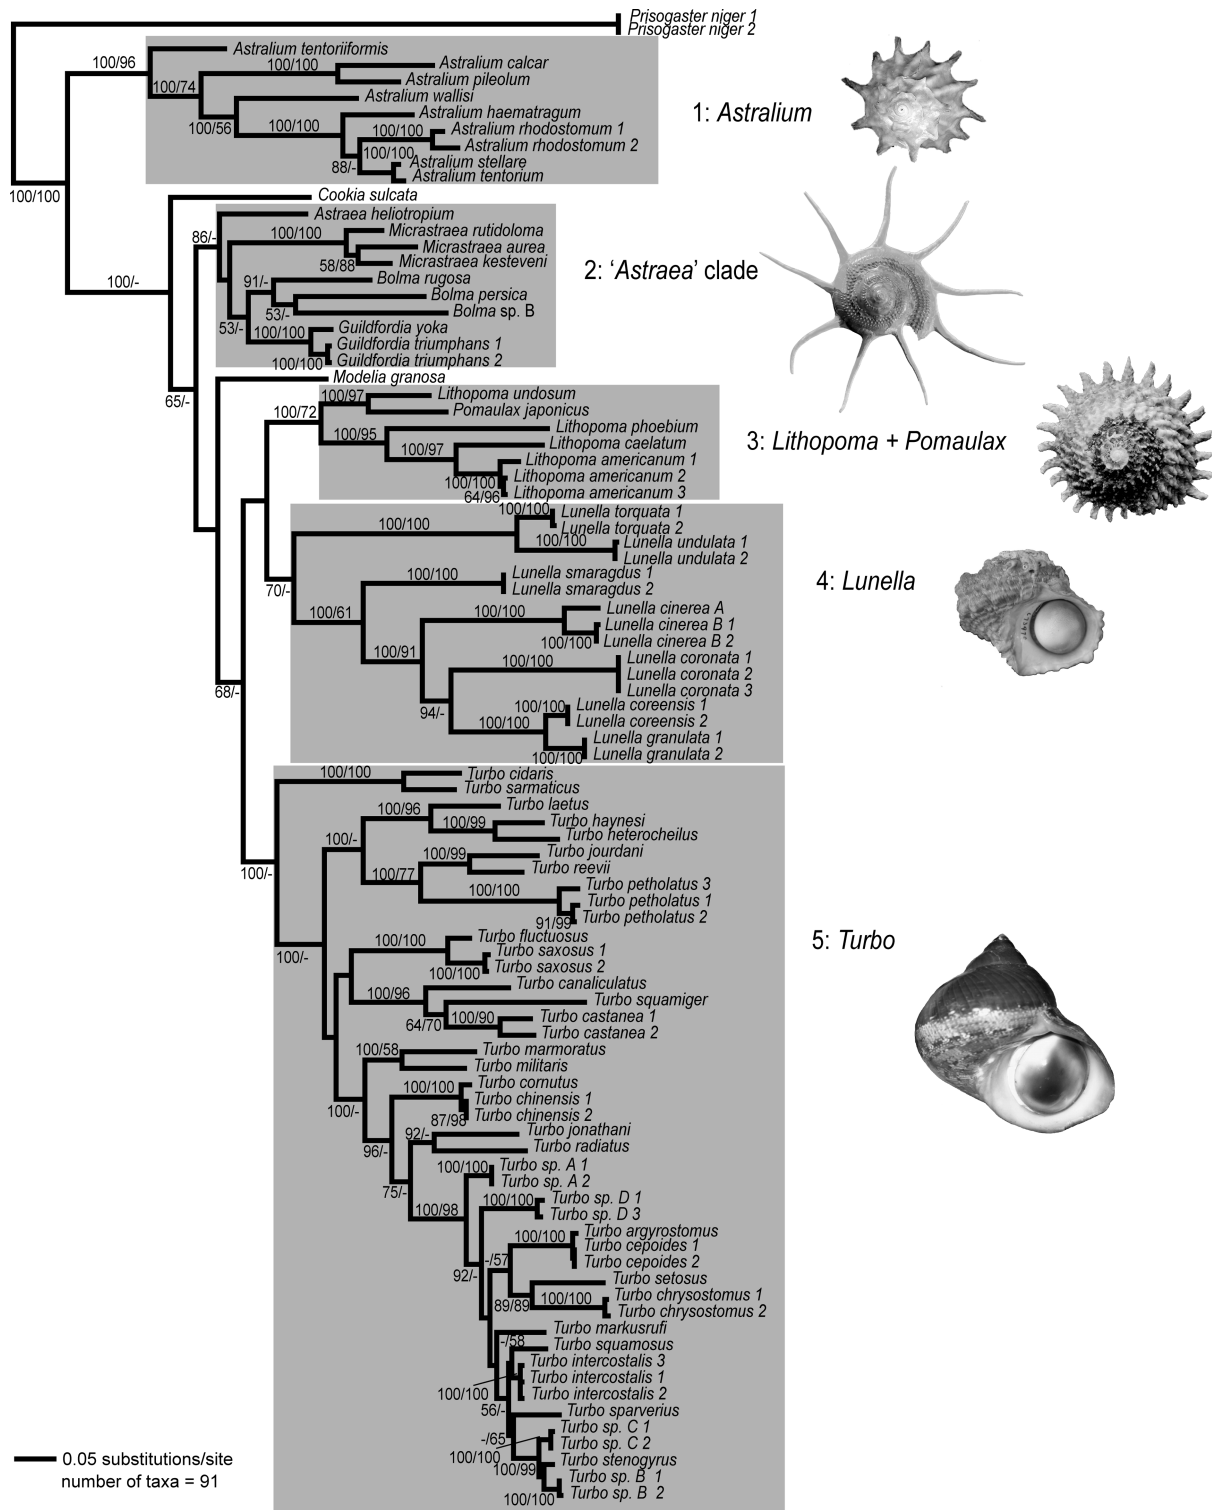 Prisogaster niger 1
Prisogaster niger 2
Astralium tentoriiformis
100/96
100/100
Astralium calcar
Astralium pileolum
100/74
Astralium wallisi
1: Astralium
Astralium haematragum
100/56
100/100
100/100
Astralium rhodostomum 1
Astralium rhodostomum 2
100/100
Astralium stellare
88/-
Astralium tentorium
100/100
Cookia sulcata
Astraea heliotropium
86/-
100/100
Micrastraea rutidoloma
Micrastraea aurea
58/88
Micrastraea kesteveni
2: ‘Astraea’ clade
100/-
91/-
Bolma rugosa
Bolma persica
53/-
Bolma sp. B
53/-
100/100
Guildfordia yoka
Guildfordia triumphans 1
100/100
Guildfordia triumphans 2
Modelia granosa
65/-
100/97
Lithopoma undosum
100/72
Pomaulax japonicus
Lithopoma phoebium
100/95
Lithopoma caelatum
3: Lithopoma + Pomaulax
100/97
Lithopoma americanum 1
100/100
Lithopoma americanum 2
64/96
Lithopoma americanum 3
100/100
Lunella torquata 1
100/100
Lunella torquata 2
100/100
Lunella undulata 1
Lunella undulata 2
70/-
100/100
Lunella smaragdus 1
Lunella smaragdus 2
4: Lunella
100/61
100/100
Lunella cinerea A
Lunella cinerea B 1
100/100
Lunella cinerea B 2
100/91
100/100
Lunella coronata 1
Lunella coronata 2
68/-
Lunella coronata 3
100/100
Lunella coreensis 1
94/-
100/100
Lunella coreensis 2
Lunella granulata 1
100/100
Lunella granulata 2
100/100
Turbo cidaris
Turbo sarmaticus
100/96
Turbo laetus
100/99
Turbo haynesi
Turbo heterocheilus
100/-
100/99
Turbo jourdani
100/-
100/77
Turbo reevii
100/100
Turbo petholatus 3
Turbo petholatus 1
91/99
Turbo petholatus 2
5: Turbo
100/-
100/100
Turbo fluctuosus
Turbo saxosus 1
100/100
Turbo saxosus 2
100/96
Turbo canaliculatus
Turbo squamiger
64/70
100/90
Turbo castanea 1
Turbo castanea 2
100/58
Turbo marmoratus
Turbo militaris
100/100
Turbo cornutus
Turbo chinensis 1
100/-
87/98
Turbo chinensis 2
92/-
Turbo jonathani
96/-
Turbo radiatus
100/100
Turbo sp. A 1
Turbo sp. A 2
75/-
100/98
100/100
Turbo sp. D 1
Turbo sp. D 3
100/100
Turbo argyrostomus
Turbo cepoides 1
-/57
Turbo cepoides 2
92/-
Turbo setosus
89/89
100/100
Turbo chrysostomus 1
Turbo chrysostomus 2
Turbo markusrufi
-/58
Turbo squamosus
Turbo intercostalis 3
Turbo intercostalis 1
100/100
Turbo intercostalis 2
56/-
Turbo sparverius
Turbo sp. C 1
-/65
Turbo sp. C 2
100/100
Turbo stenogyrus
100/99
Turbo sp. B 1
100/100
Turbo sp. B 2
0.05 substitutions/site
number of taxa = 91